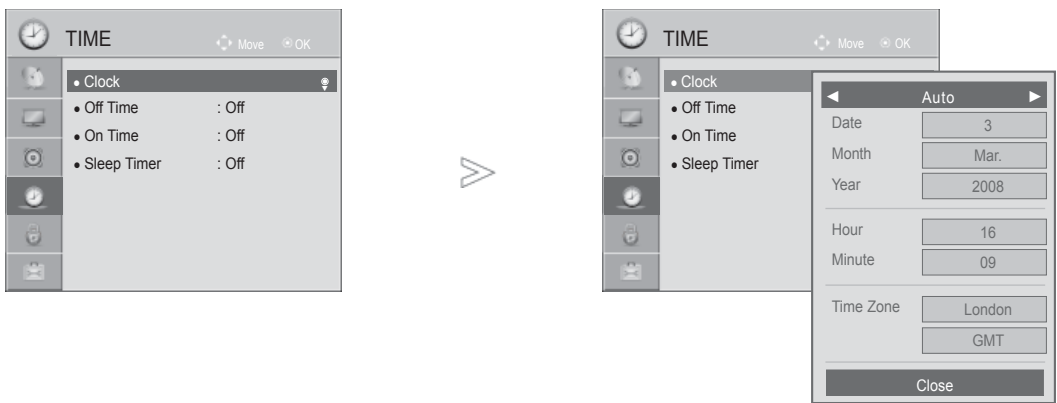 TIME Move OK
• Clock
• Off Time : Off
• On Time : Off
• Sleep Timer : Off
TIME Move OK
• Clock
• Off Time
• On Time
• Sleep Timer
◄ Auto ►
Date 3
Month Mar.
Year 2008
Hour 16
Minute 09
Time Zone London
GMT
Close